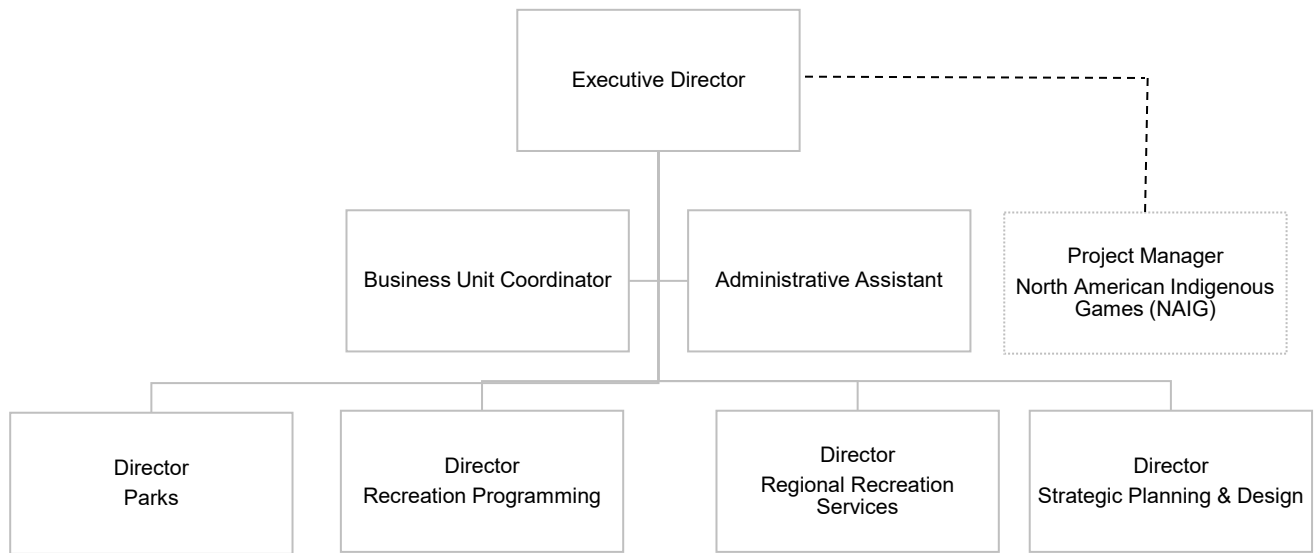 Executive Director
Business Unit Coordinator
Administrative Assistant
Project Manager
North American Indigenous
Games (NAIG)
Director
Parks
Director
Recreation Programming
Director
Regional Recreation
Services
Director
Strategic Planning & Design